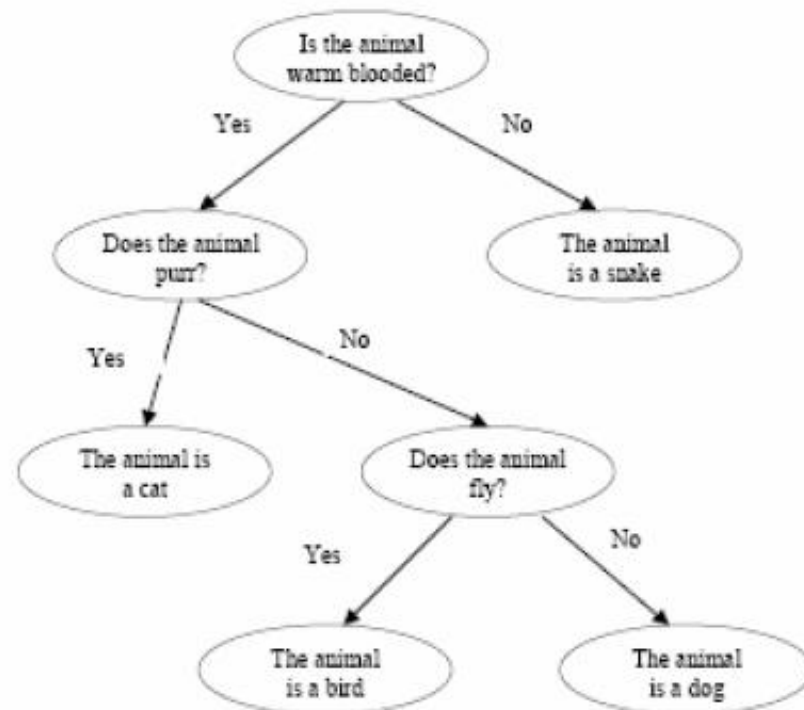 Is the animal
warm blooded?
Yes
No
Does the animal
purr?
The animal
is a snake
Yes
No
The animal is
a cat
Does the animal
fly?
Yes
No
The animal
is a bird
The animal
is a dog